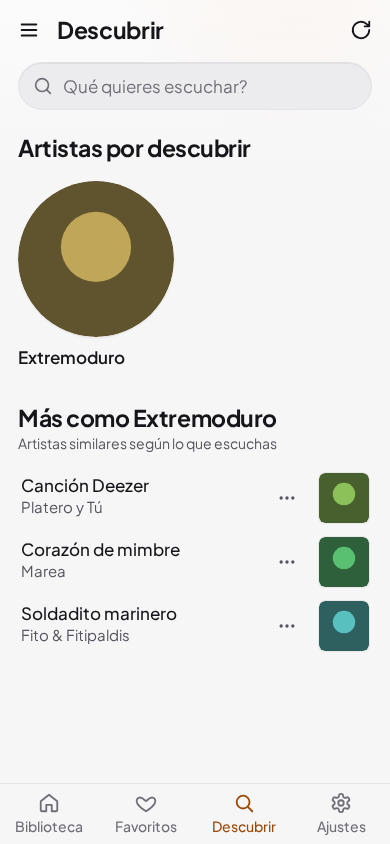 Descubrir
Qué quieres escuchar?
Artistas por descubrir
Extremoduro
Más como Extremoduro
Artistas similares según lo que escuchas
Canción Deezer
Platero y Tú
Corazón de mimbre
Marea
Soldadito marinero
Fito & Fitipaldis
Biblioteca
Favoritos
Descubrir
Ajustes